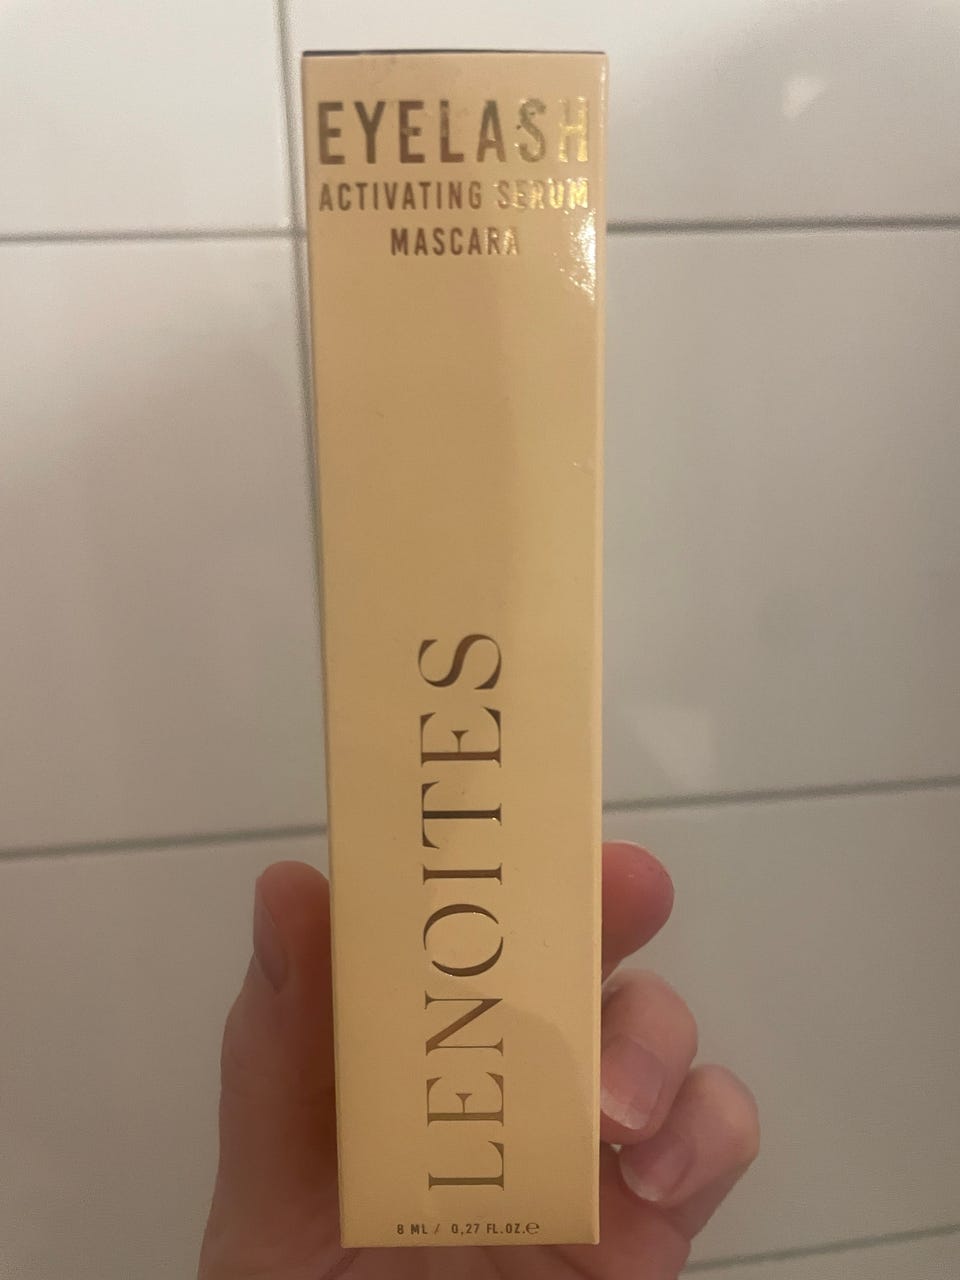 EYELASH
ACTIVATING SERUM
MASCARA
LENOITES
8 ML / 0,27 FL.OZ.℮